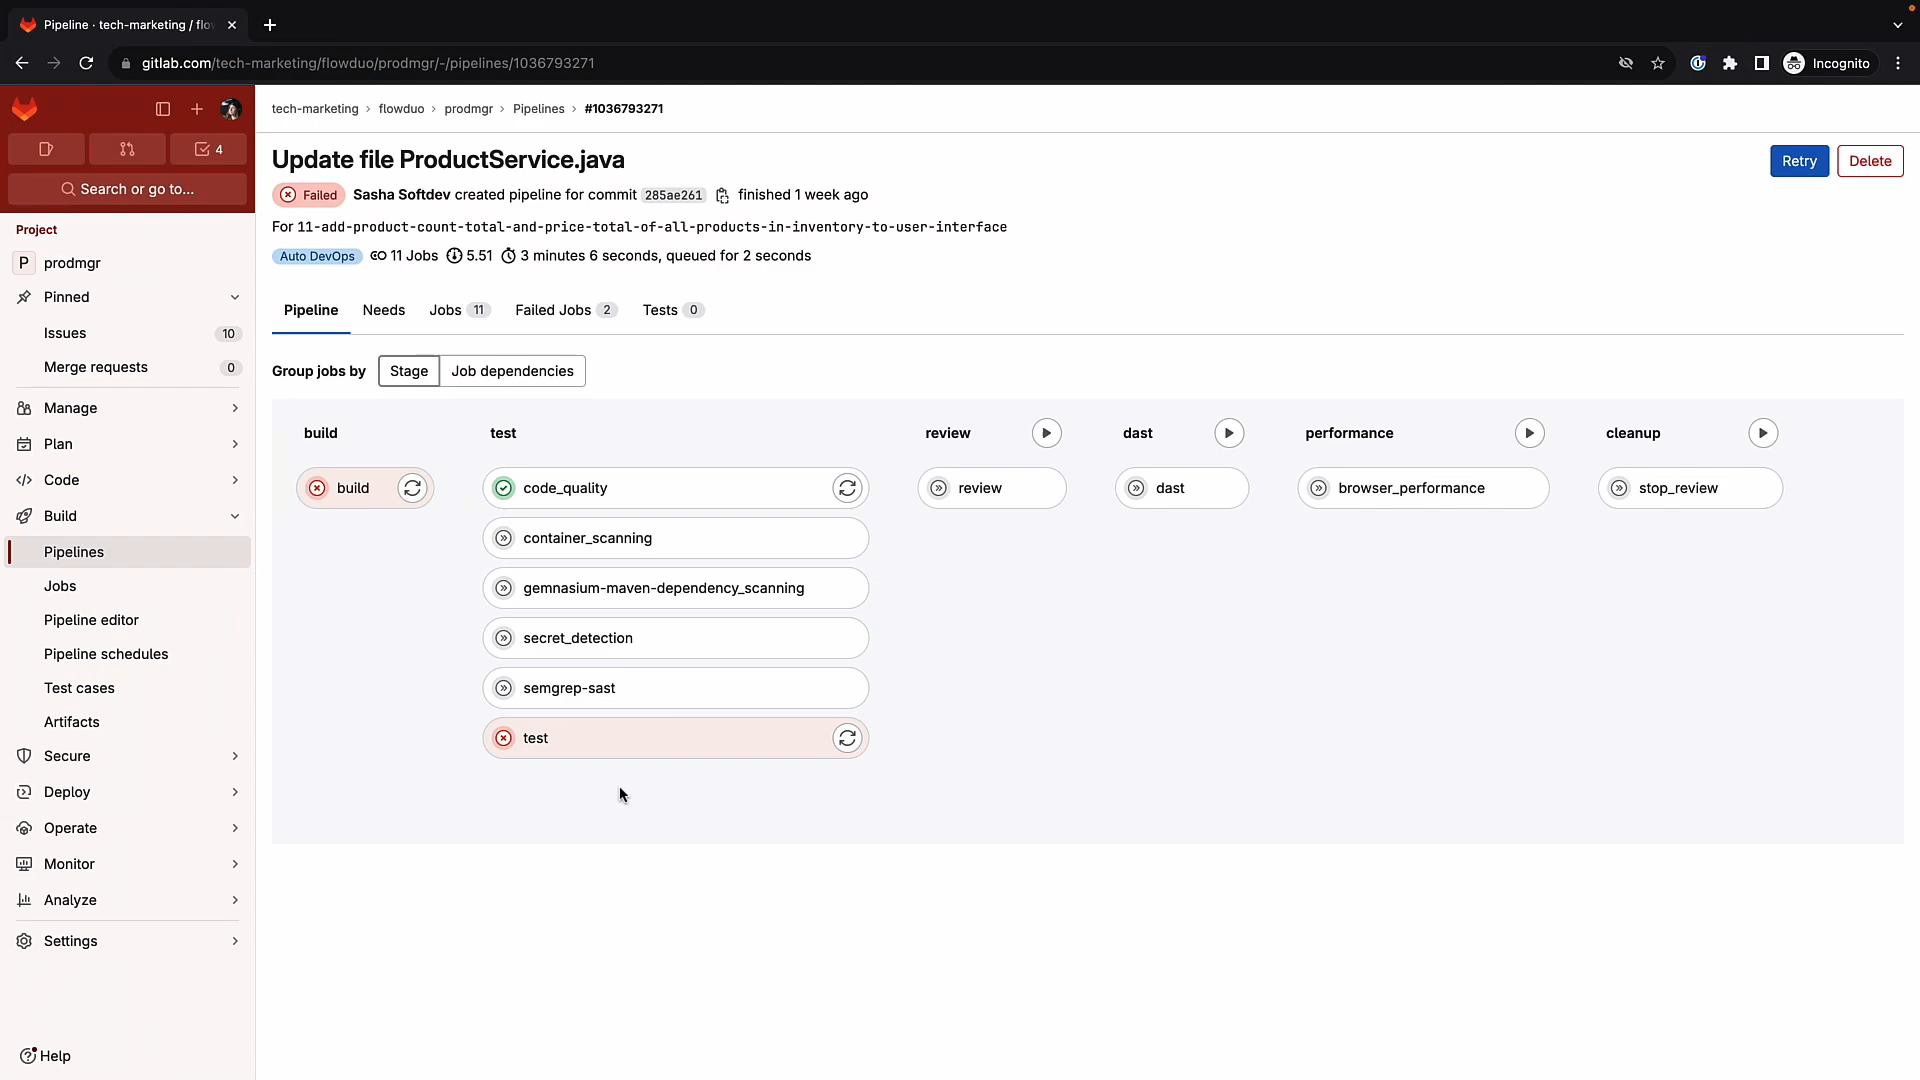 Pipeline · tech-marketing / flo
gitlab.com/tech-marketing/flowduo/prodmgr/-/pipelines/1036793271
Incognito
4
Search or go to...
Project
P prodmgr
Pinned
Issues 10
Merge requests 0
Manage
Plan
Code
Build
Pipelines
Jobs
Pipeline editor
Pipeline schedules
Test cases
Artifacts
Secure
Deploy
Operate
Monitor
Analyze
Settings
Help
tech-marketing › flowduo › prodmgr › Pipelines › #1036793271
Update file ProductService.java
Retry Delete
Failed Sasha Softdev created pipeline for commit 285ae261 finished 1 week ago
For 11-add-product-count-total-and-price-total-of-all-products-in-inventory-to-user-interface
Auto DevOps 11 Jobs 5.51 3 minutes 6 seconds, queued for 2 seconds
Pipeline Needs Jobs 11 Failed Jobs 2 Tests 0
Group jobs by Stage Job dependencies
build test review dast performance cleanup
build code_quality review dast browser_performance stop_review
container_scanning
gemnasium-maven-dependency_scanning
secret_detection
semgrep-sast
test